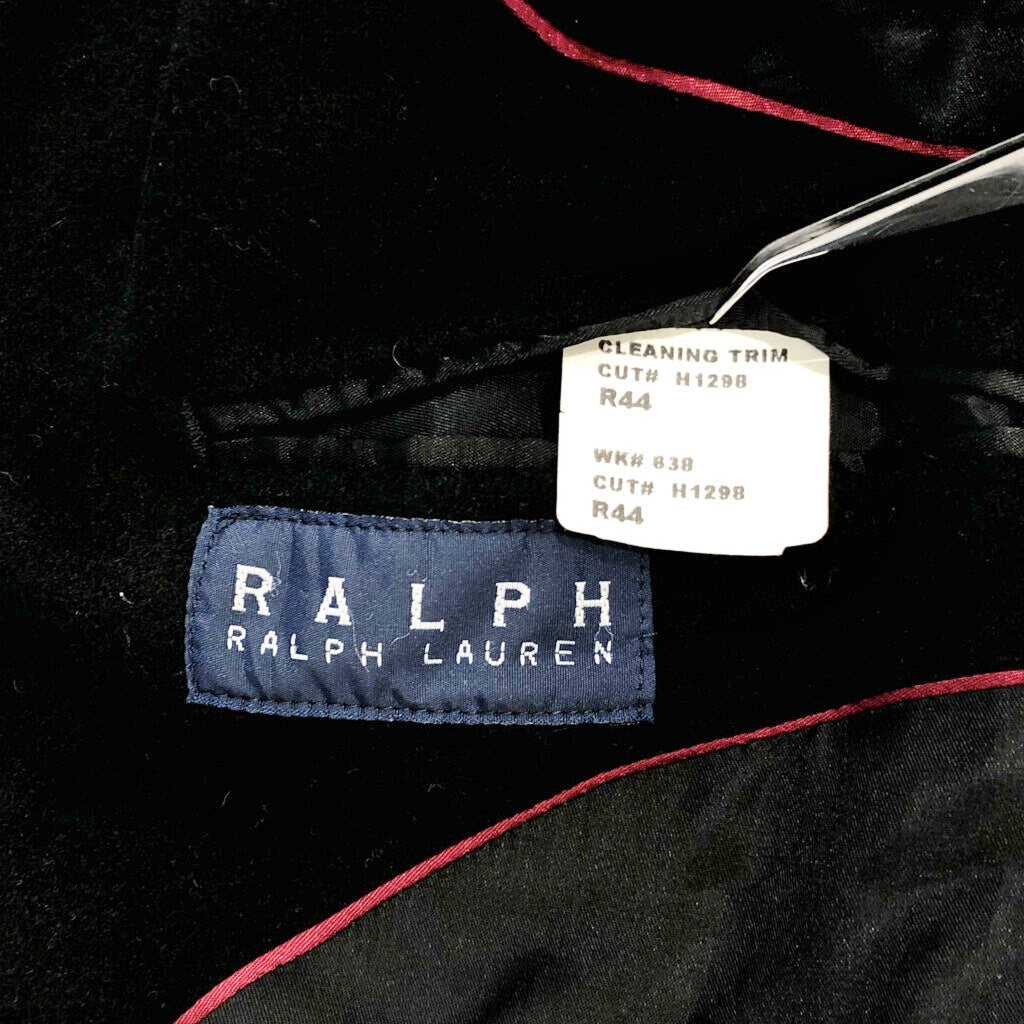 CLEANING TRIM
CUT# H1298
R44
WK# 638
CUT# H1298
R44
RALPH
RALPH LAUREN